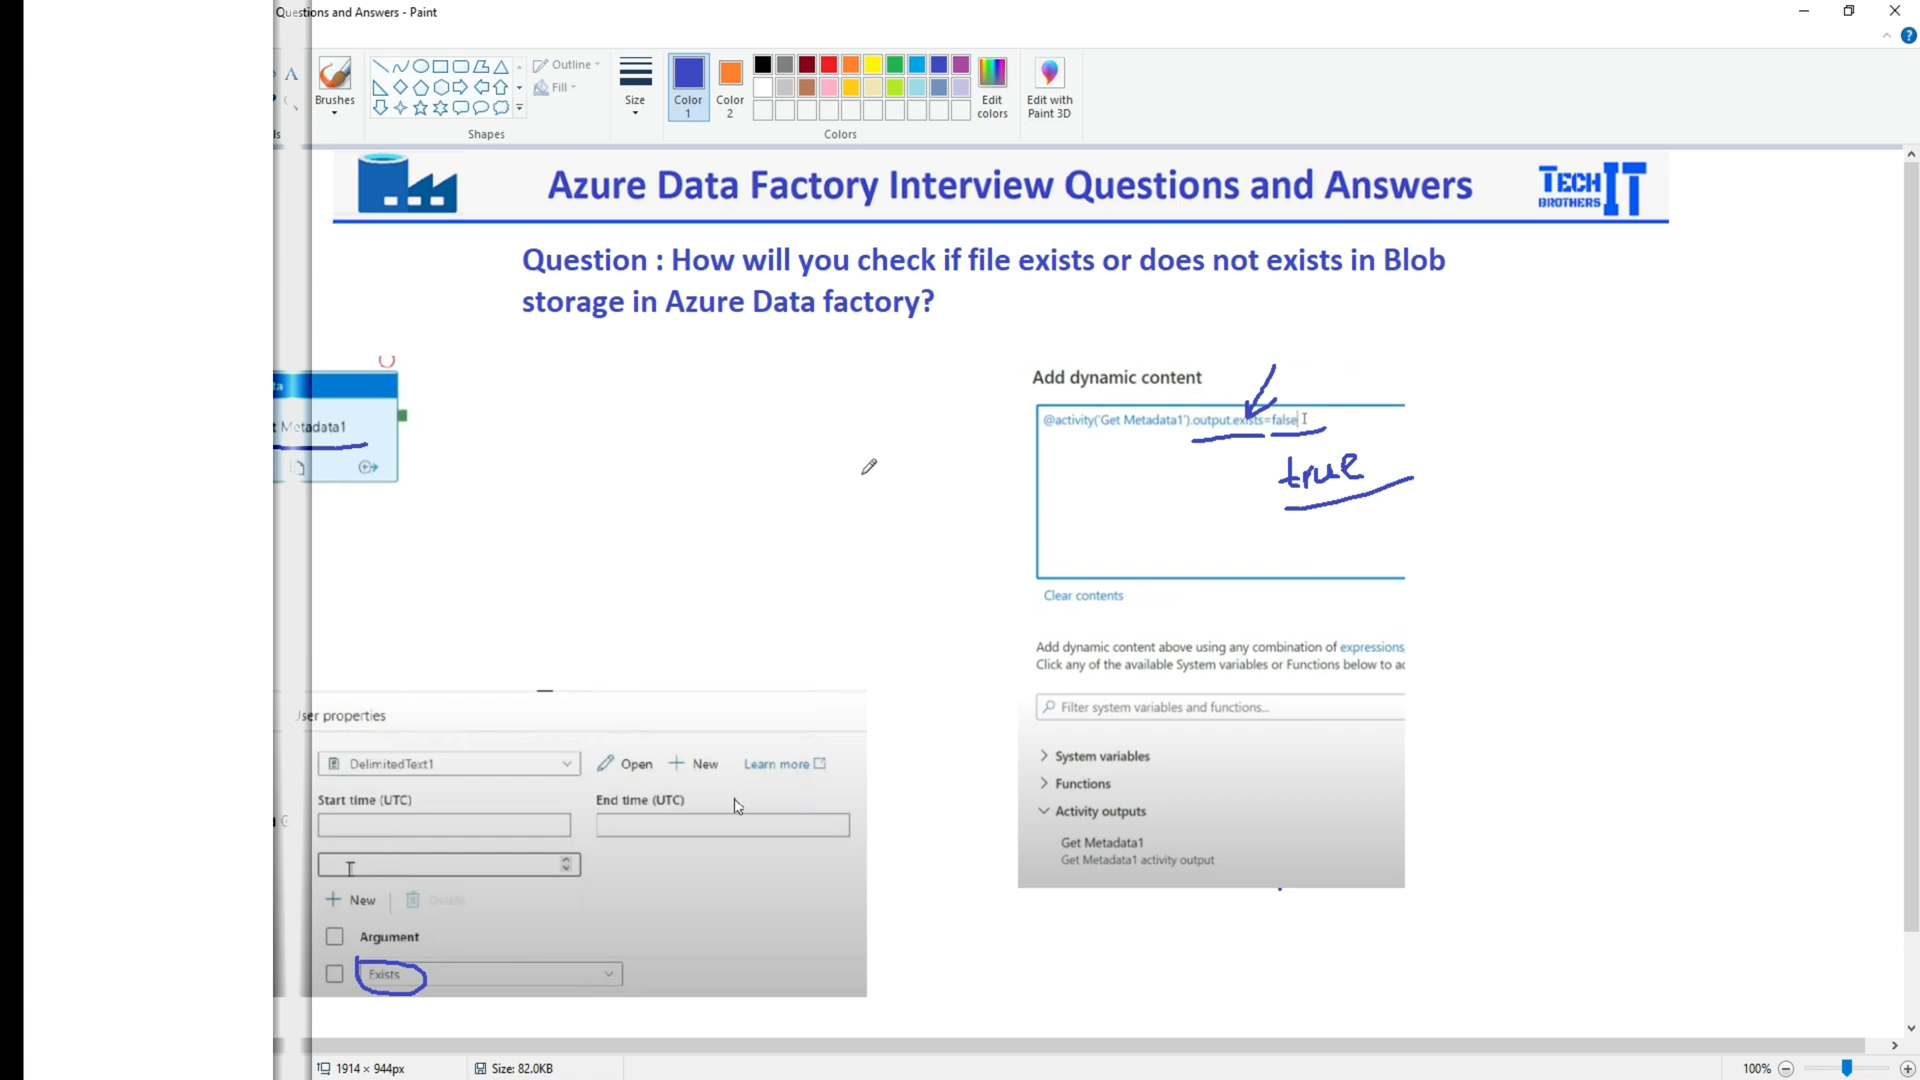 Questions and Answers - Paint
A
Brushes
Outline
Fill
Shapes
Size
Color
1
Color
2
Edit
colors
Edit with
Paint 3D
Colors
Azure Data Factory Interview Questions and Answers
TECH IT
BROTHERS
Question : How will you check if file exists or does not exists in Blob
storage in Azure Data factory?
Metadata1
Add dynamic content
@activity('Get Metadata1').output.exists=false
true
Clear contents
Add dynamic content above using any combination of expressions,
Click any of the available System variables or Functions below to
Filter system variables and functions...
System variables
Functions
Activity outputs
Get Metadata1
Get Metadata1 activity output
User properties
DelimitedText1
Open
New
Learn more
Start time (UTC)
End time (UTC)
New
Delete
Argument
Exists
1914 × 944px
Size: 82.0KB
100%